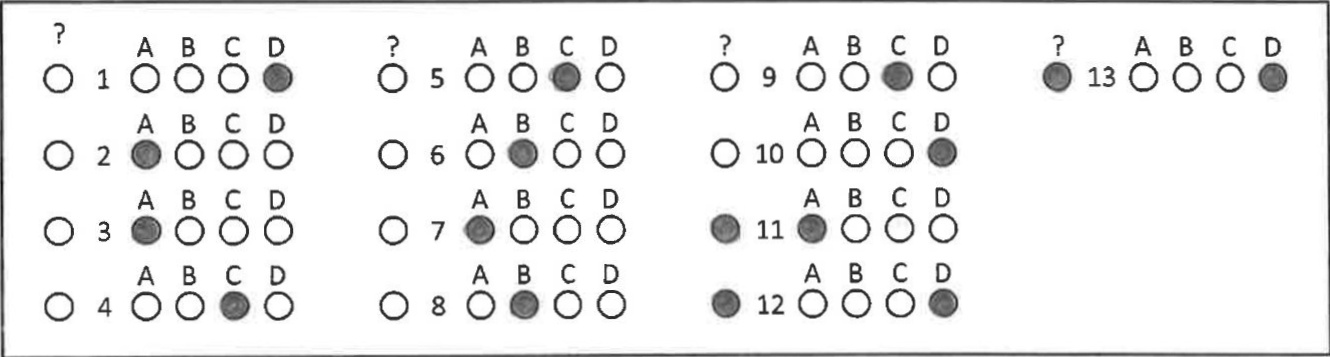 ? A B C D ? A B C D ? A B C D ? A B C D
1 5 9 13
A B C D A B C D A B C D
2 6 10
A B C D A B C D A B C D
3 7 11
A B C D A B C D A B C D
4 8 12